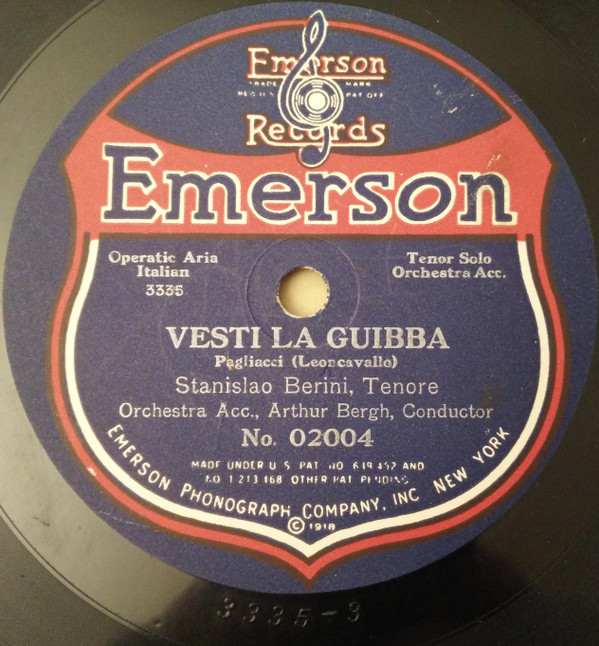 Emerson
TRADE MARK
REG. U.S. PAT. OFF.
Records
Emerson
Operatic Aria
Italian
3335
Tenor Solo
Orchestra Acc.
VESTI LA GUIBBA
Pagliacci (Leoncavallo)
Stanislao Berini, Tenore
Orchestra Acc., Arthur Bergh, Conductor
No. 02004
MADE UNDER U S PAT NO 619 452 AND
NO 1 213 468 OTHER PAT PENDING
EMERSON PHONOGRAPH COMPANY, INC NEW YORK
© 1918
3335-3